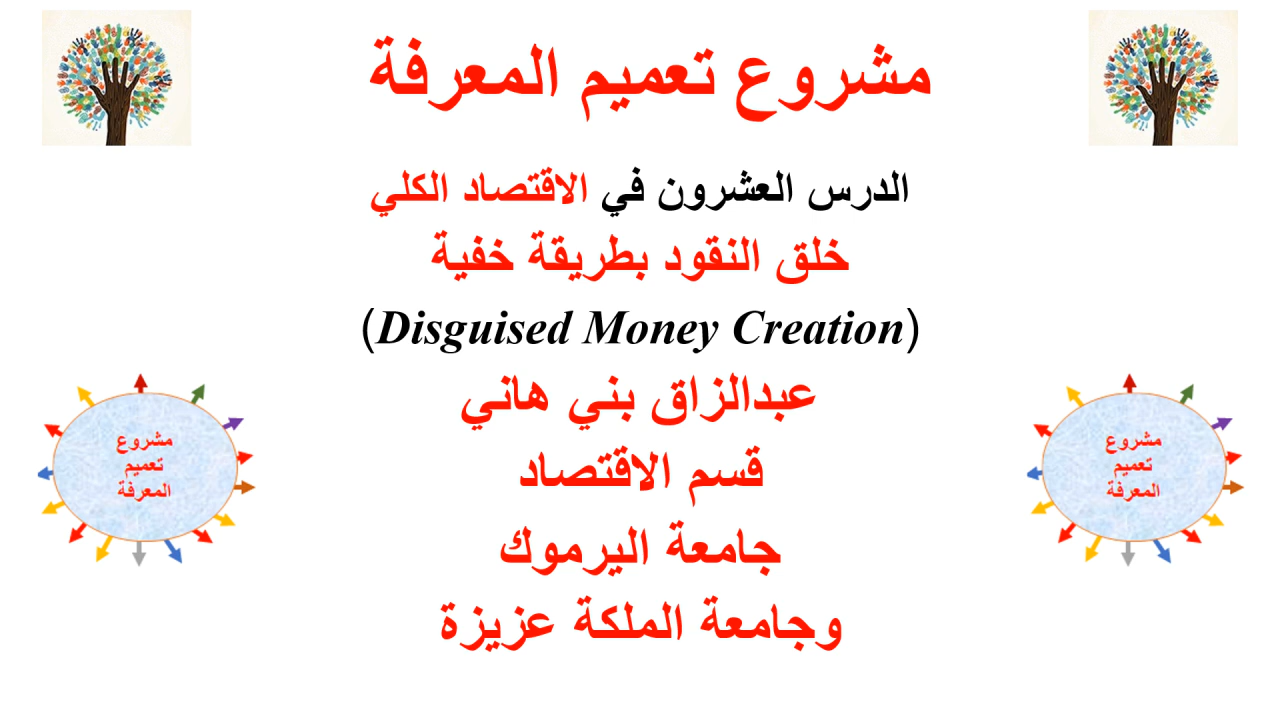 مشروع تعميم المعرفة
الدرس العشرون في الاقتصاد الكلي
خلق النقود بطريقة خفية
(Disguised Money Creation)
عبدالزاق بني هاني
قسم الاقتصاد
جامعة اليرموك
وجامعة الملكة عزيزة
مشروع
تعميم
المعرفة
مشروع
تعميم
المعرفة